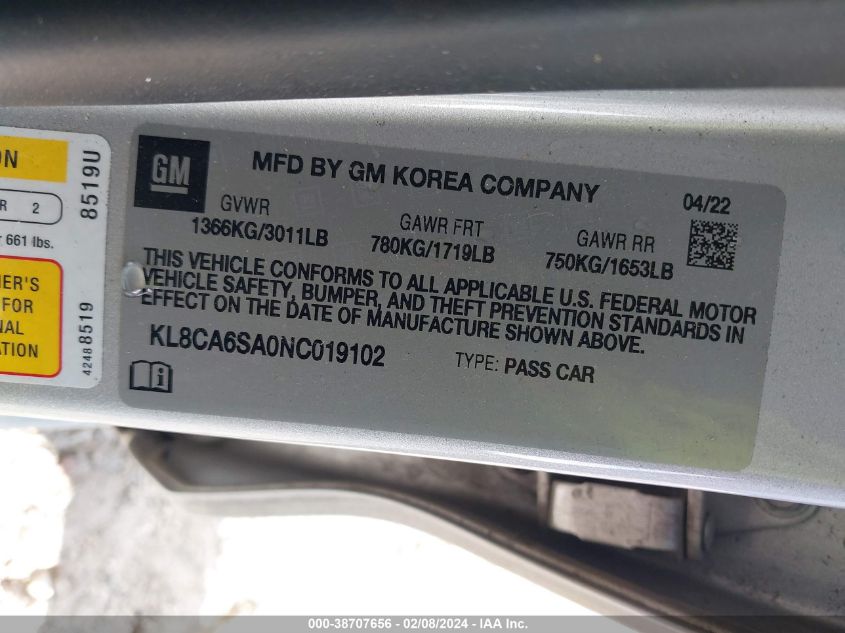 ON
R 2
r 661 lbs.
ER'S
FOR
NAL
ATION
8519U
42488519
GM
MFD BY GM KOREA COMPANY
04/22
GVWR
1366KG/3011LB
GAWR FRT
780KG/1719LB
GAWR RR
750KG/1653LB
THIS VEHICLE CONFORMS TO ALL APPLICABLE U.S. FEDERAL MOTOR
VEHICLE SAFETY, BUMPER, AND THEFT PREVENTION STANDARDS IN
EFFECT ON THE DATE OF MANUFACTURE SHOWN ABOVE.
KL8CA6SA0NC019102
TYPE: PASS CAR
i
000-38707656 - 02/08/2024 - IAA Inc.